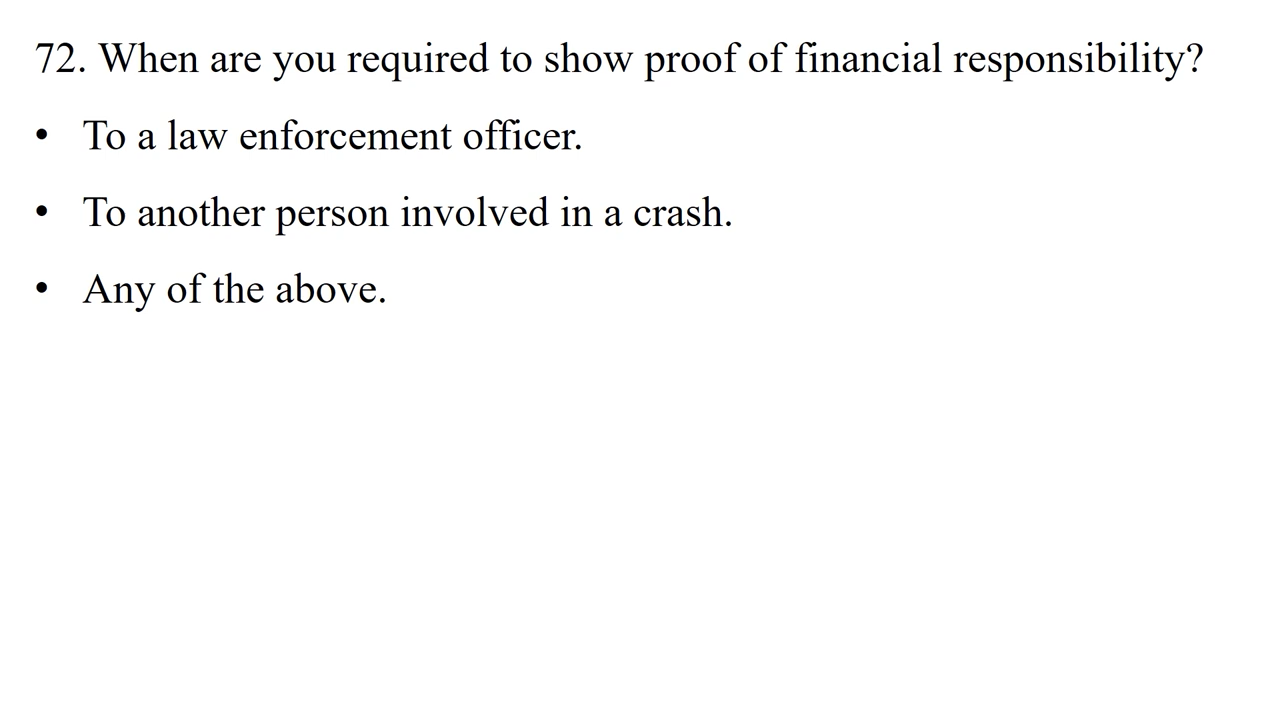 72. When are you required to show proof of financial responsibility?
• To a law enforcement officer.
• To another person involved in a crash.
• Any of the above.